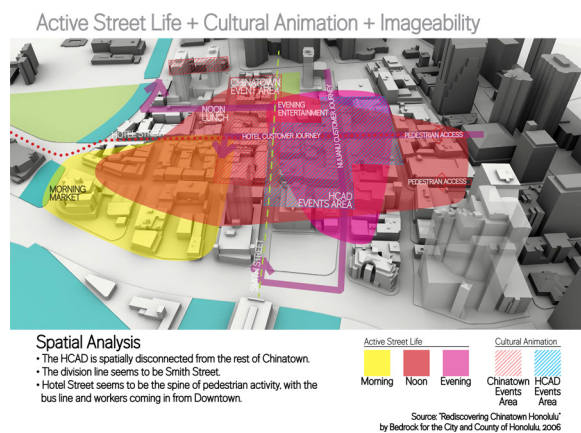 Active Street Life + Cultural Animation + Imageability
CHINATOWN
EVENT AREA
NOON
LUNCH
EVENING
ENTERTAINMENT
HOTEL STREET
HOTEL CUSTOMER JOURNEY
NUUANU CUSTOMER JOURNEY
PEDESTRIAN ACCESS
PEDESTRIAN ACCESS
MORNING
MARKET
HCAD
EVENTS AREA
SMITH STREET
Spatial Analysis
• The HCAD is spatially disconnected from the rest of Chinatown.
• The division line seems to be Smith Street.
• Hotel Street seems to be the spine of pedestrian activity, with the
bus line and workers coming in from Downtown.
Active Street Life
Cultural Animation
Morning
Noon
Evening
Chinatown
Events
Area
HCAD
Events
Area
Source: "Rediscovering Chinatown Honolulu"
by Bedrock for the City and County of Honolulu, 2006